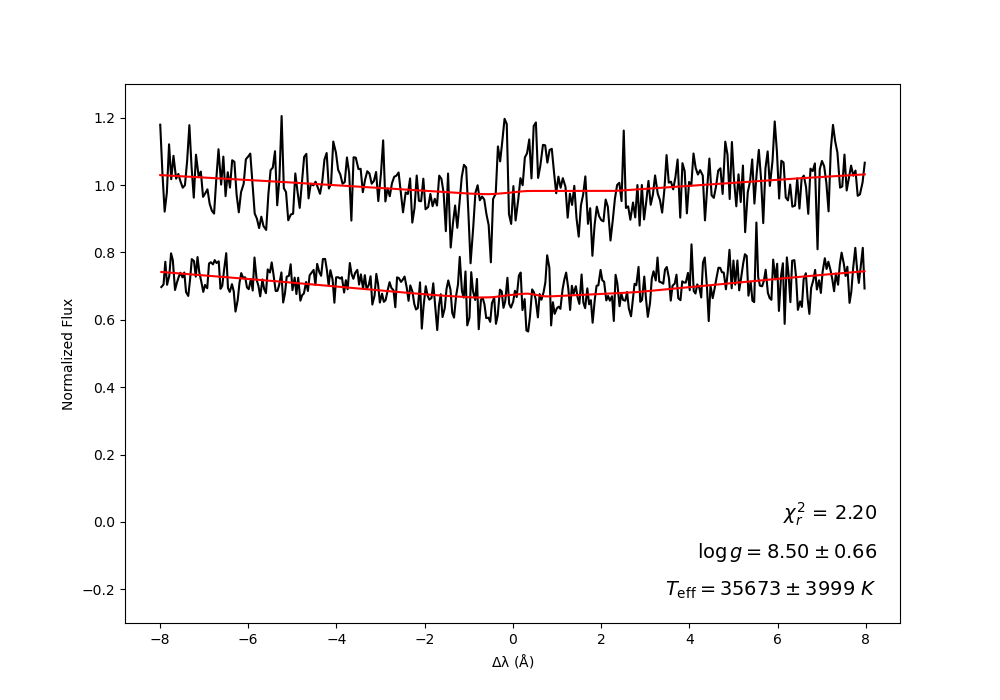 Normalized Flux
1.2
1.0
0.8
0.6
0.4
0.2
0.0
−0.2
χ²ᵣ = 2.20
log g = 8.50 ± 0.66
T_eff = 35673 ± 3999 K
−8 −6 −4 −2 0 2 4 6 8
Δλ (Å)